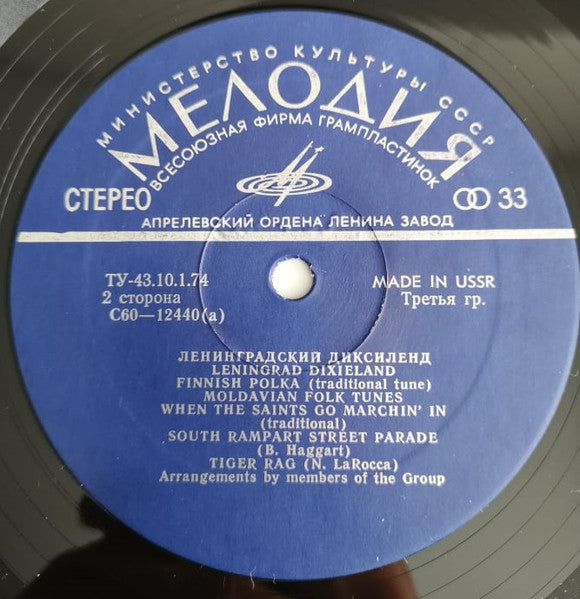 МИНИСТЕРСТВО КУЛЬТУРЫ СССР
МЕЛОДИЯ
ВСЕСОЮЗНАЯ ФИРМА ГРАМПЛАСТИНОК
СТЕРЕО
33
АПРЕЛЕВСКИЙ ОРДЕНА ЛЕНИНА ЗАВОД
ТУ-43.10.1.74
2 сторона
С60—12440(а)
MADE IN USSR
Третья гр.
ЛЕНИНГРАДСКИЙ ДИКСИЛЕНД
LENINGRAD DIXIELAND
FINNISH POLKA (traditional tune)
MOLDAVIAN FOLK TUNES
WHEN THE SAINTS GO MARCHIN' IN
(traditional)
SOUTH RAMPART STREET PARADE
(B. Haggart)
TIGER RAG (N. LaRocca)
Arrangements by members of the Group